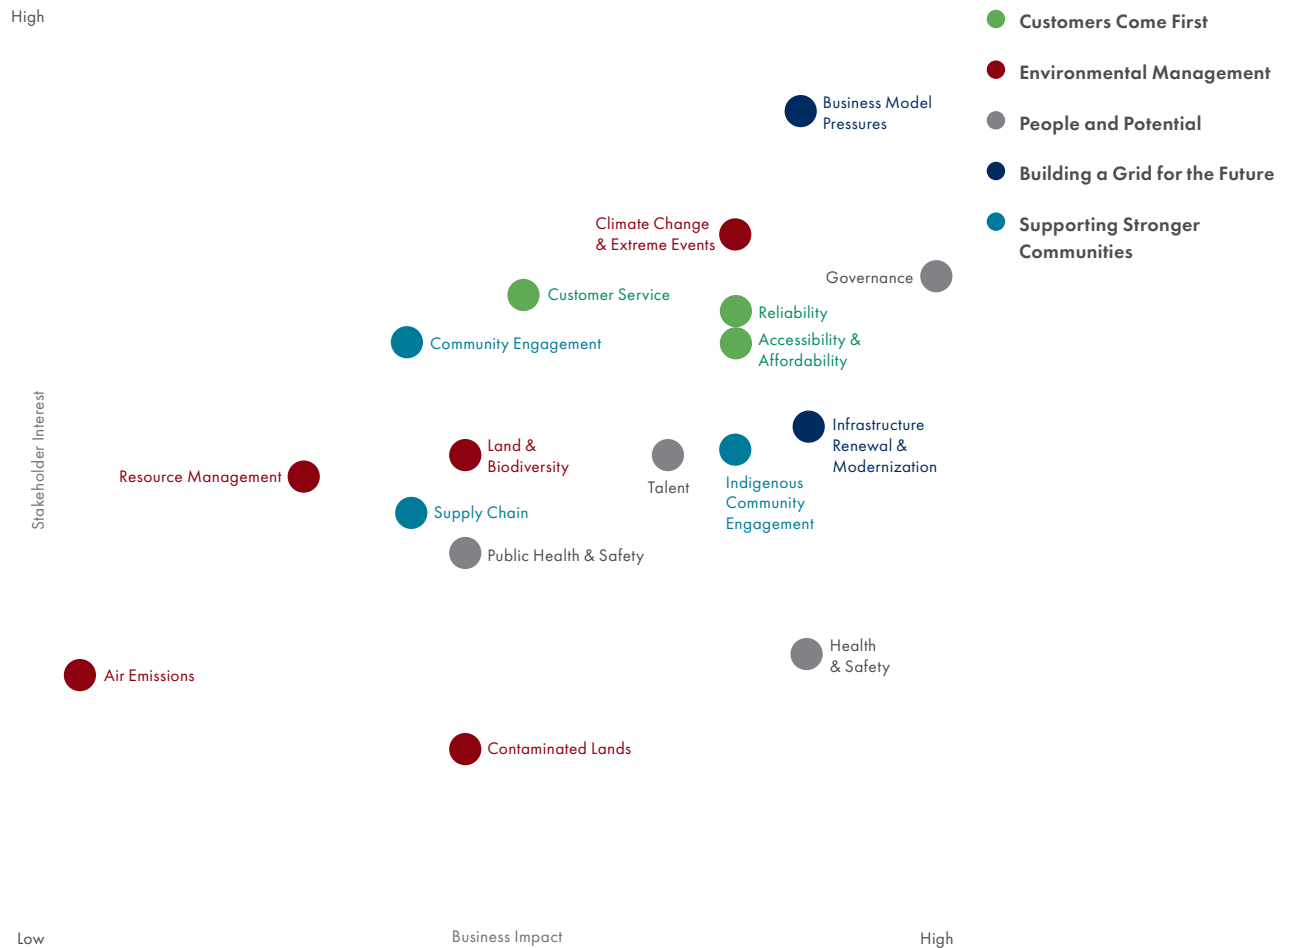 High
Customers Come First
Environmental Management
People and Potential
Building a Grid for the Future
Supporting Stronger
Communities
Business Model
Pressures
Climate Change
& Extreme Events
Governance
Customer Service
Reliability
Accessibility &
Affordability
Community Engagement
Stakeholder Interest
Infrastructure
Renewal &
Modernization
Land &
Biodiversity
Resource Management
Talent
Indigenous
Community
Engagement
Supply Chain
Public Health & Safety
Health
& Safety
Air Emissions
Contaminated Lands
Low
Business Impact
High